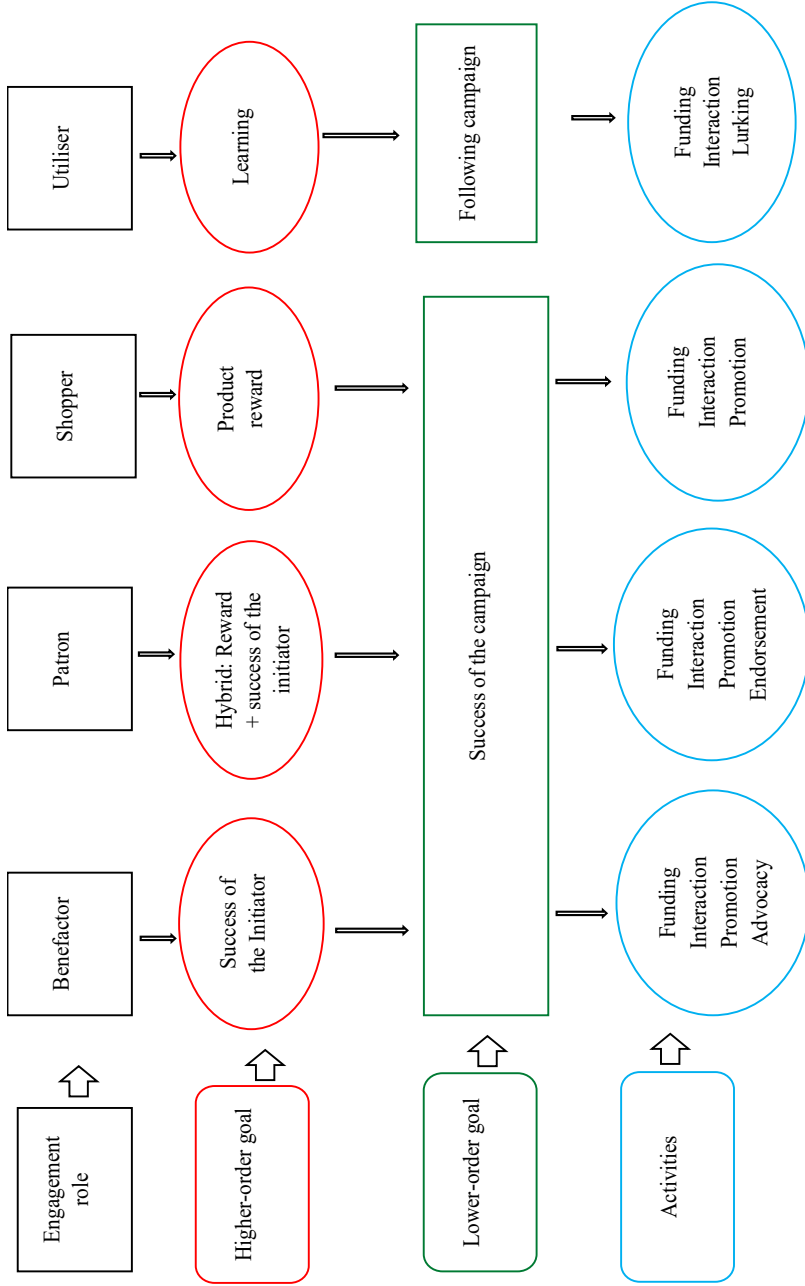 Engagement
role
Benefactor
Patron
Shopper
Utiliser
Higher-order goal
Success of
the Initiator
Hybrid: Reward
+ success of the
initiator
Product
reward
Learning
Lower-order goal
Success of the campaign
Following campaign
Activities
Funding
Interaction
Promotion
Advocacy
Funding
Interaction
Promotion
Endorsement
Funding
Interaction
Promotion
Funding
Interaction
Lurking